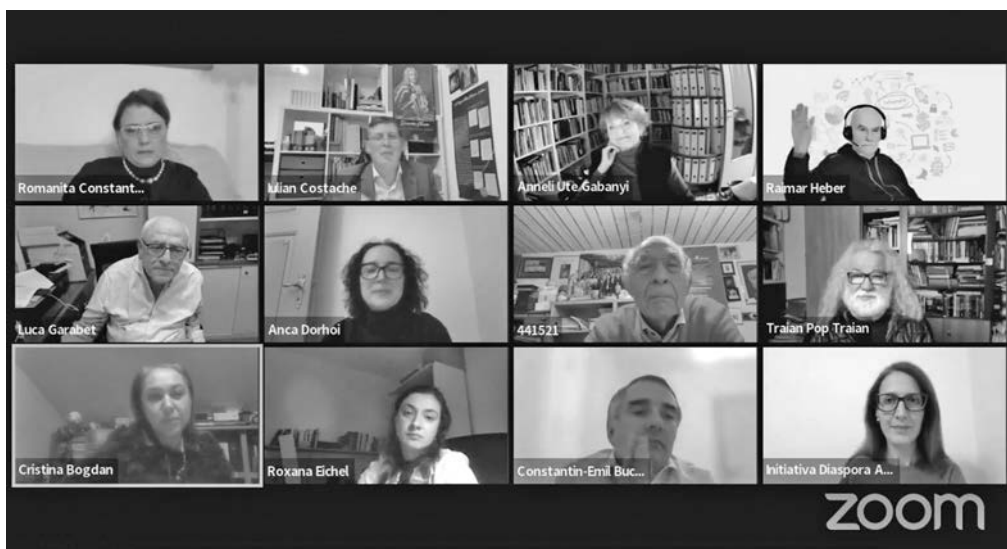 Romanita Constant...
Iulian Costache
Anneli Ute Gabanyi
Raimar Heber
Luca Garabet
Anca Dorhoi
441521
Traian Pop Traian
Cristina Bogdan
Roxana Eichel
Constantin-Emil Buc...
Initiativa Diaspora A...
zoom